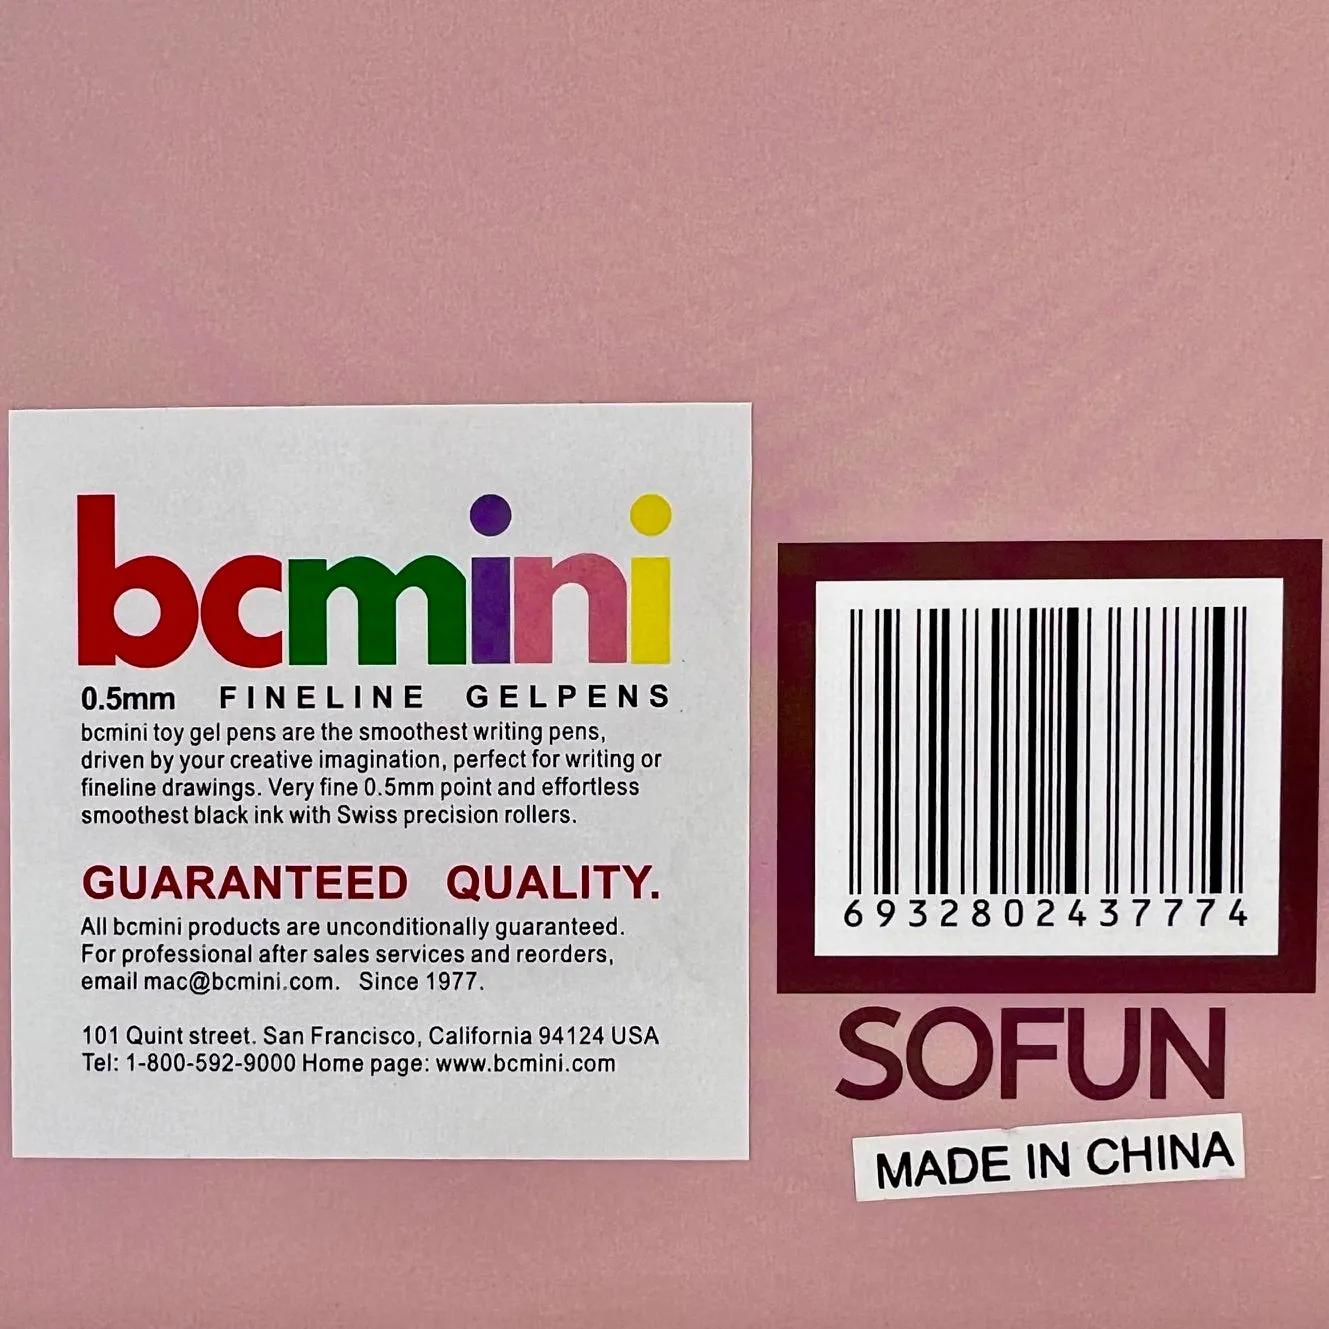 bcmini
0.5mm FINELINE GELPENS
bcmini toy gel pens are the smoothest writing pens,
driven by your creative imagination, perfect for writing or
fineline drawings. Very fine 0.5mm point and effortless
smoothest black ink with Swiss precision rollers.
GUARANTEED QUALITY.
All bcmini products are unconditionally guaranteed.
For professional after sales services and reorders,
email mac@bcmini.com. Since 1977.
101 Quint street. San Francisco, California 94124 USA
Tel: 1-800-592-9000 Home page: www.bcmini.com
6932802437774
SOFUN
MADE IN CHINA